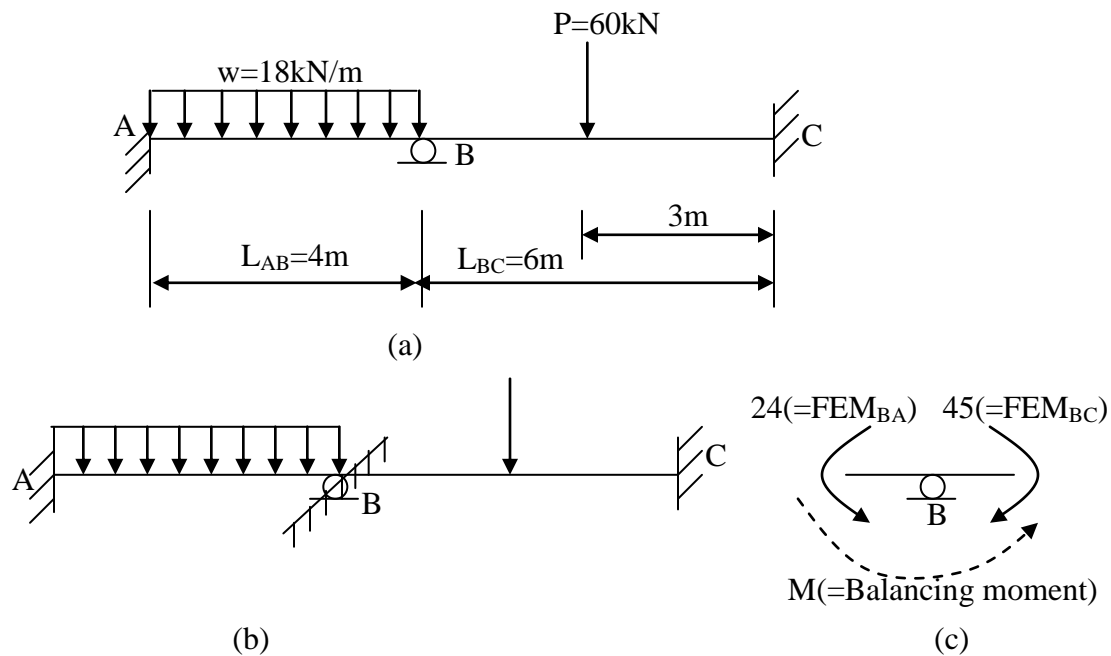 P=60kN
w=18kN/m
A
B
C
3m
L_AB=4m
L_BC=6m
(a)
24(=FEM_BA) 45(=FEM_BC)
A
B
C
B
M(=Balancing moment)
(b)
(c)